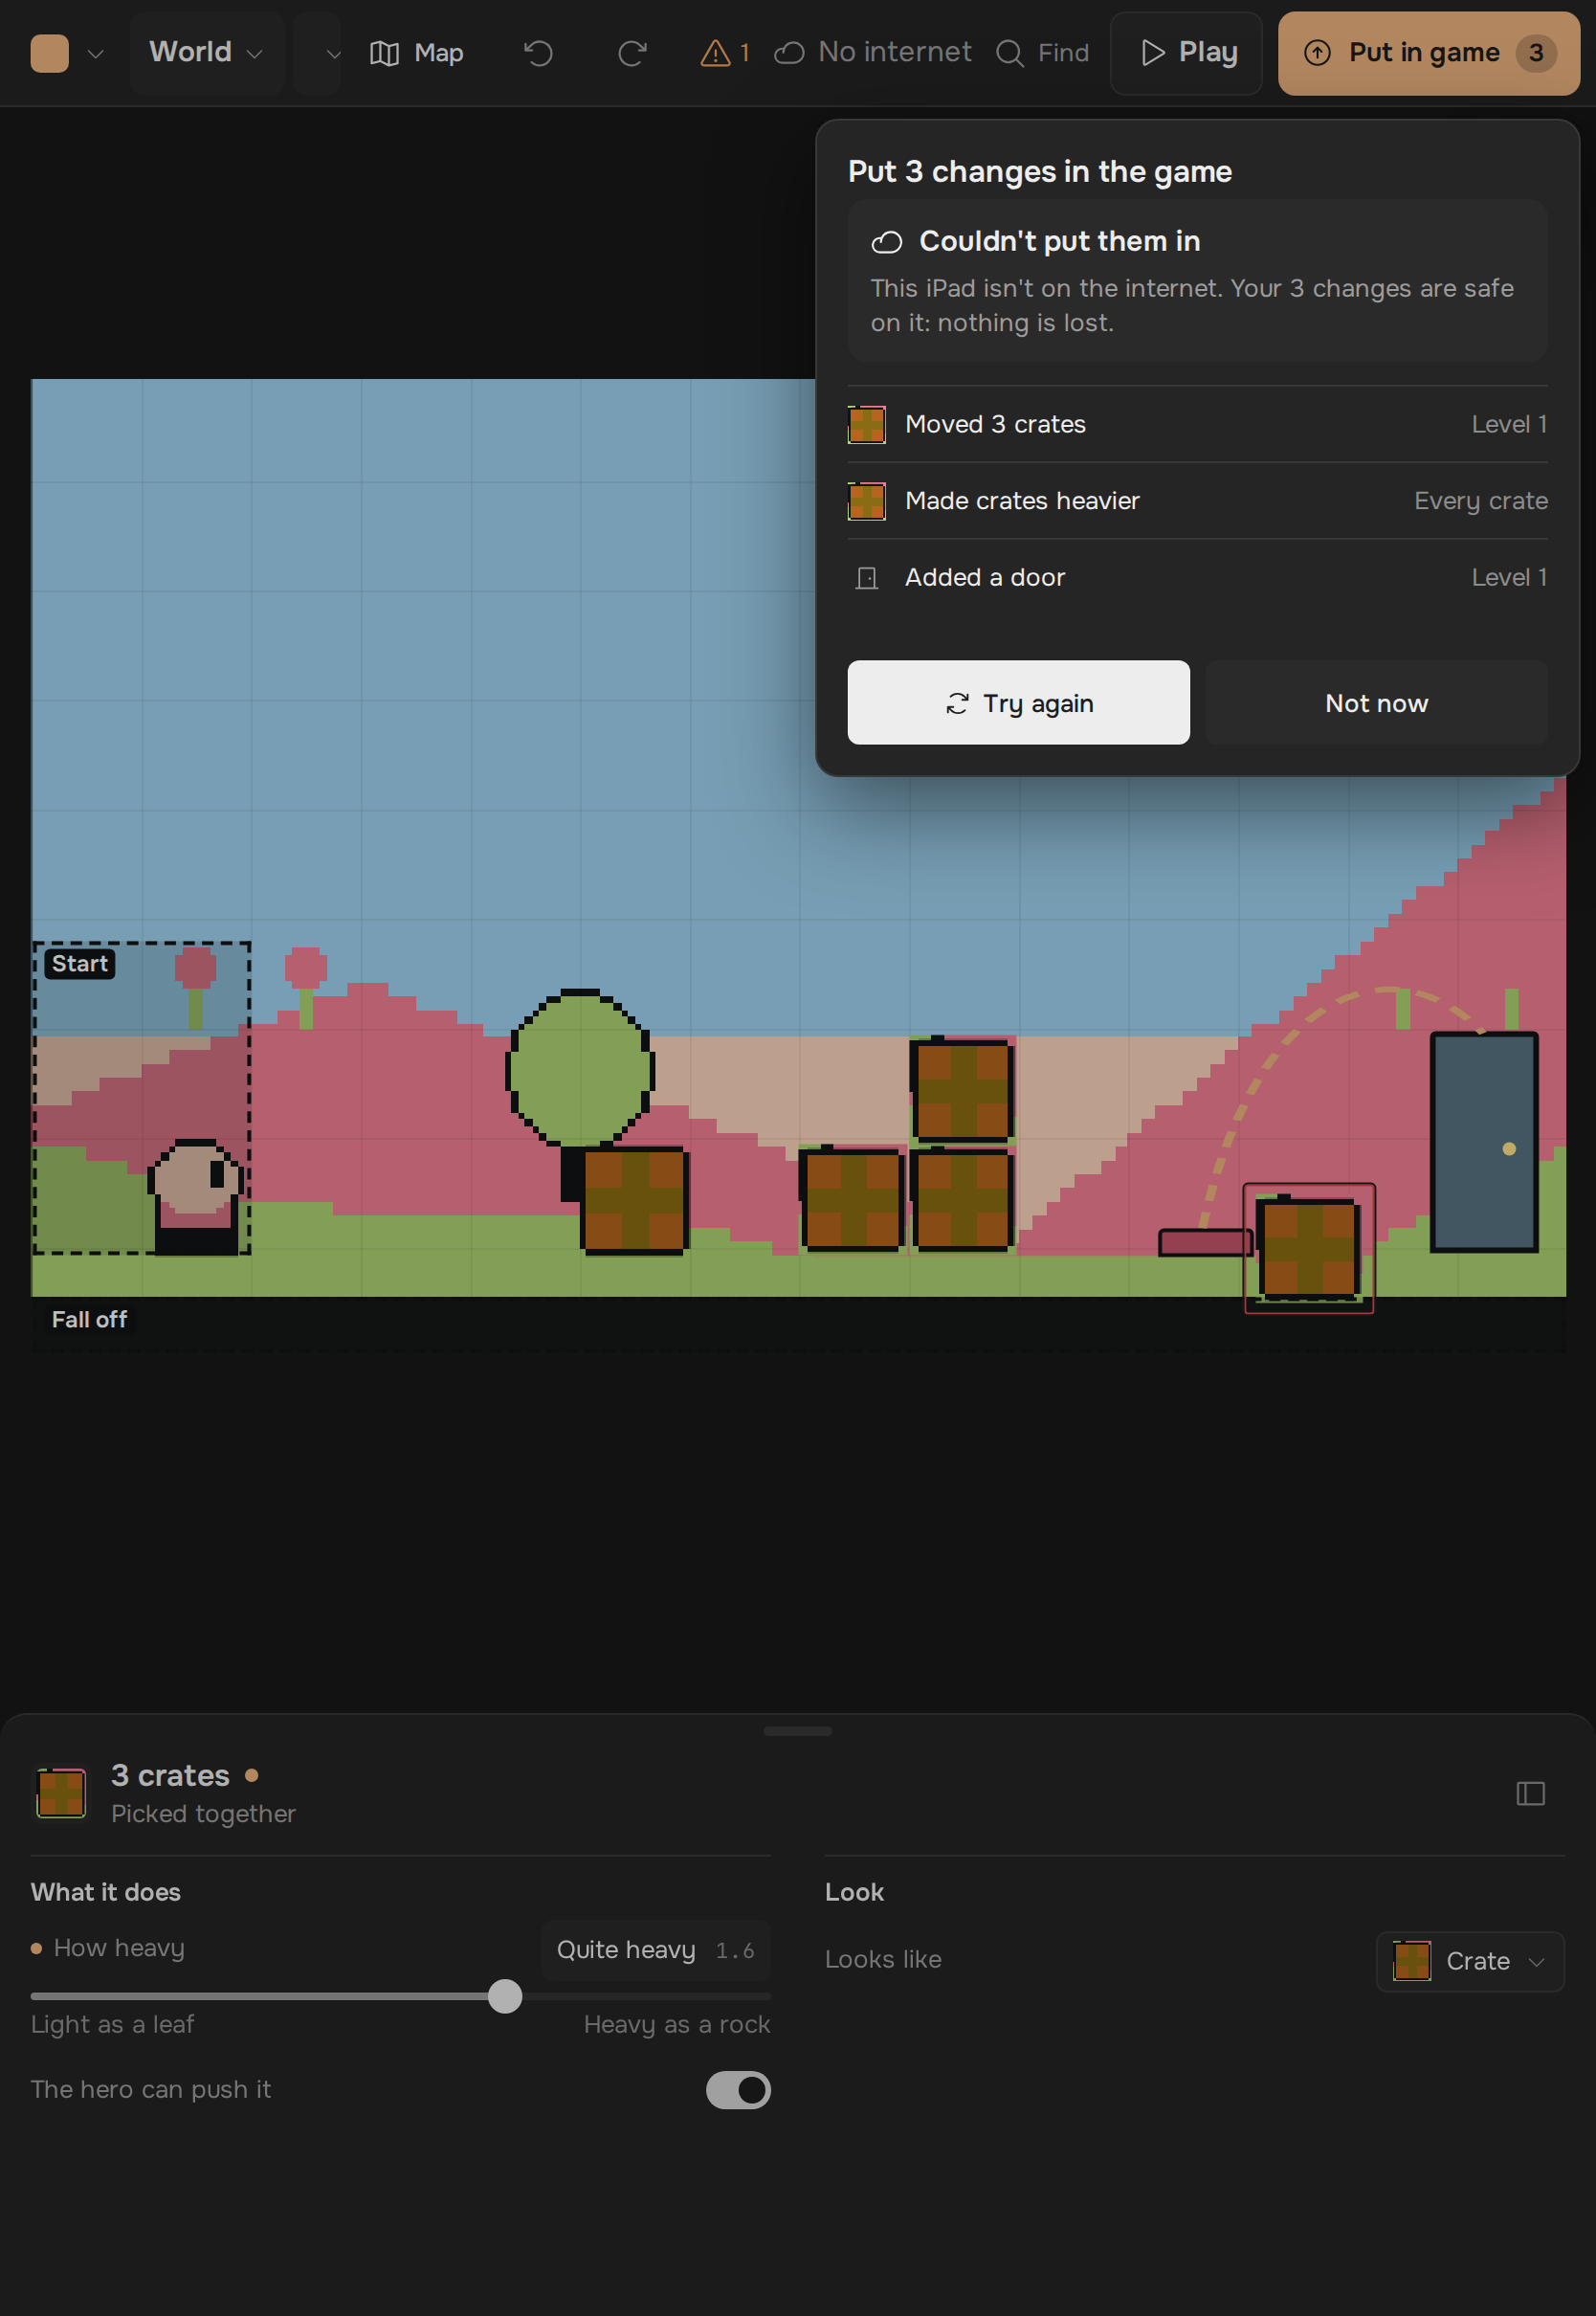 World
Map
1
No internet
Find
Play
Put in game 3
Put 3 changes in the game
Couldn't put them in
This iPad isn't on the internet. Your 3 changes are safe
on it: nothing is lost.
Moved 3 crates
Level 1
Made crates heavier
Every crate
Added a door
Level 1
Try again
Not now
Start
Fall off
3 crates
Picked together
What it does
How heavy
Quite heavy 1.6
Light as a leaf
Heavy as a rock
The hero can push it
Look
Looks like
Crate